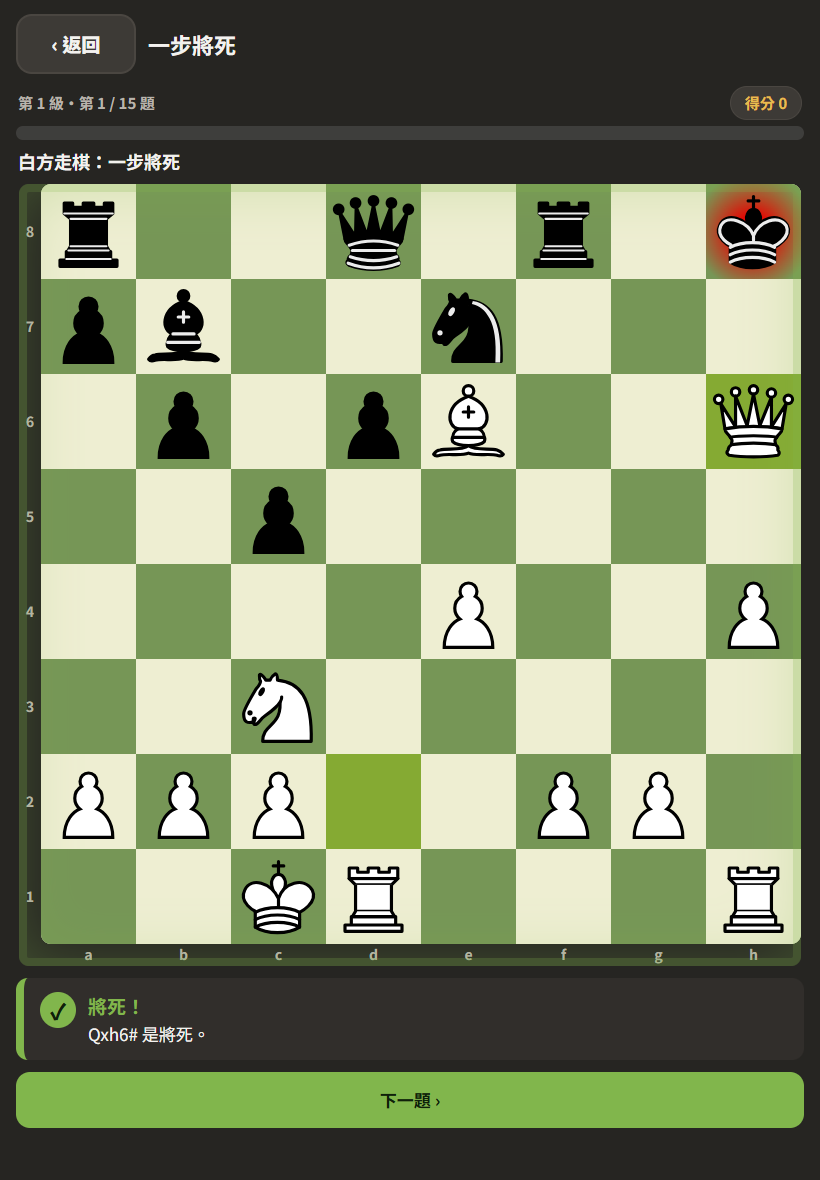 ‹ 返回
一步將死
第 1 級・第 1 / 15 題
得分 0
白方走棋：一步將死
8
7
6
5
4
3
2
1
a b c d e f g h
✓
將死！
Qxh6# 是將死。
下一題 ›